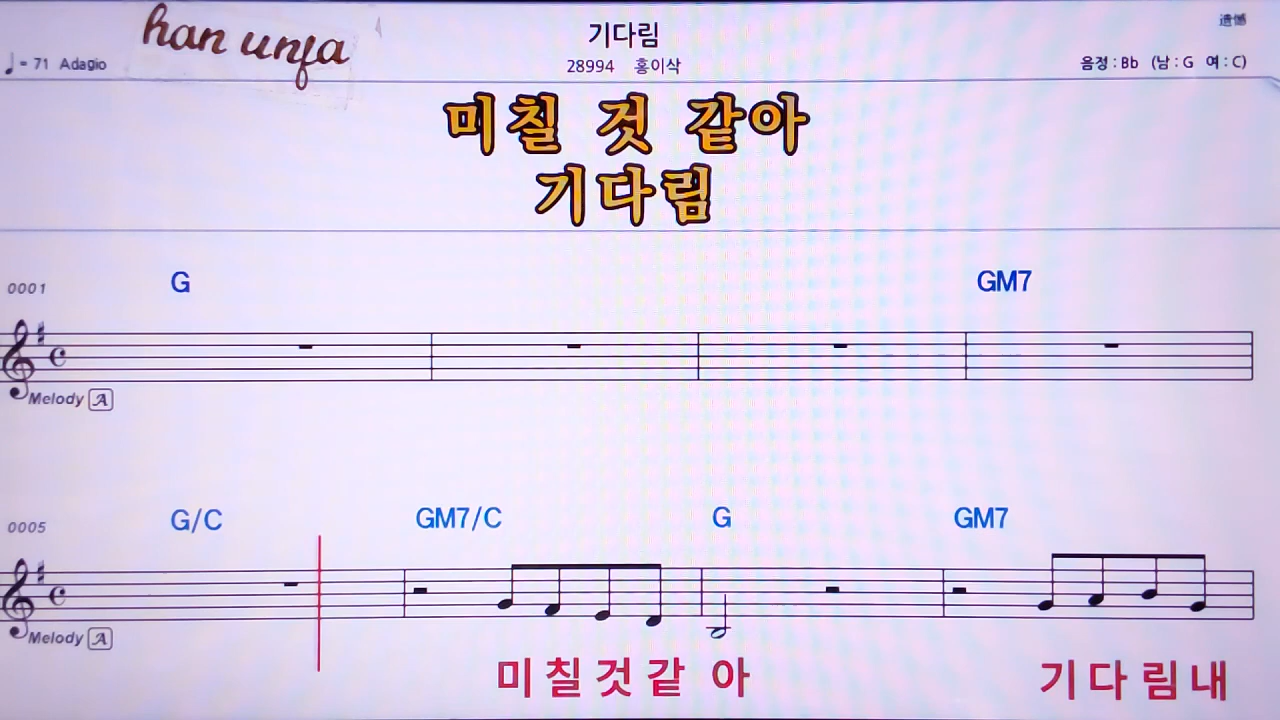 han unfa
기다림
遺憾
♩= 71 Adagio
28994 홍이삭
음정 : Bb (남 : G 여 : C)
미칠 것 같아
기다림
0001
G
GM7
Melody A
0005
G/C
GM7/C
G
GM7
Melody A
미 칠 것 같 아
기 다 림 내